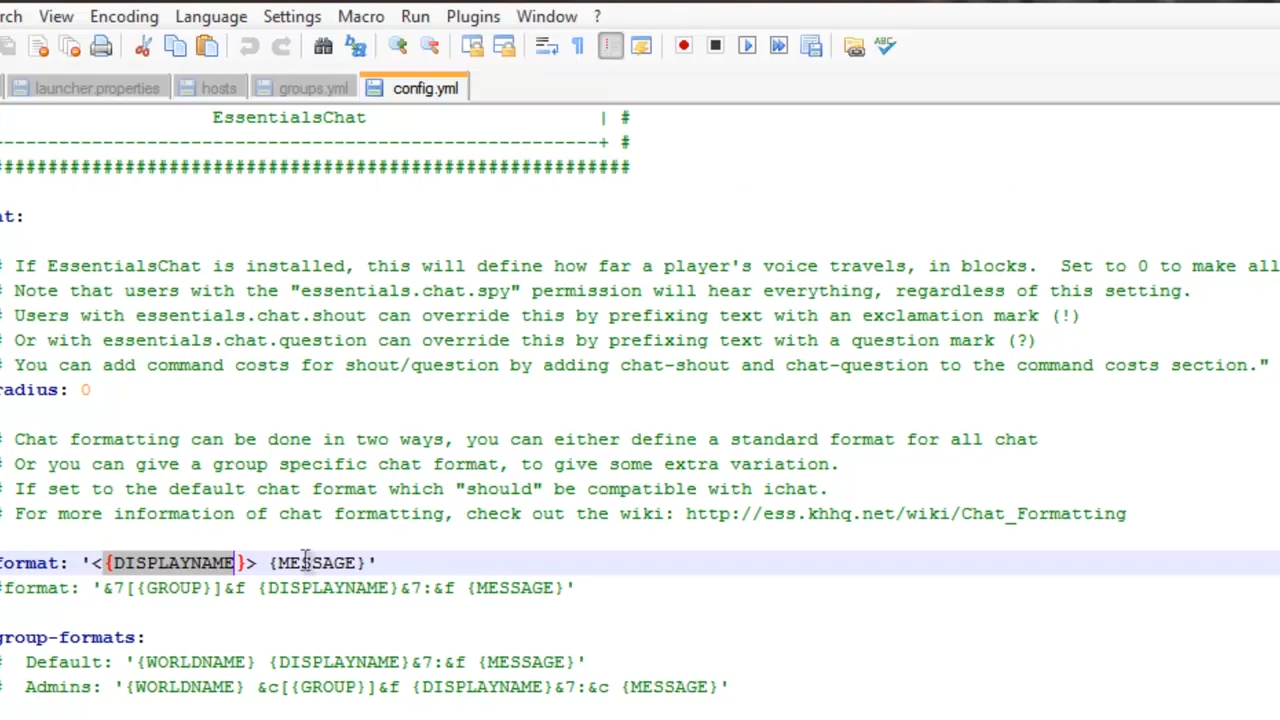 rch View Encoding Language Settings Macro Run Plugins Window ?
launcher.properties hosts groups.yml config.yml
EssentialsChat | #
------------------------------------------------------+ #
##########################################################
at:
# If EssentialsChat is installed, this will define how far a player's voice travels, in blocks. Set to 0 to make all
# Note that users with the "essentials.chat.spy" permission will hear everything, regardless of this setting.
# Users with essentials.chat.shout can override this by prefixing text with an exclamation mark (!)
# Or with essentials.chat.question can override this by prefixing text with a question mark (?)
# You can add command costs for shout/question by adding chat-shout and chat-question to the command costs section."
radius: 0
# Chat formatting can be done in two ways, you can either define a standard format for all chat
# Or you can give a group specific chat format, to give some extra variation.
# If set to the default chat format which "should" be compatible with ichat.
# For more information of chat formatting, check out the wiki: http://ess.khhq.net/wiki/Chat_Formatting
format: '<{DISPLAYNAME}> {MESSAGE}'
#format: '&7[{GROUP}]&f {DISPLAYNAME}&7:&f {MESSAGE}'
group-formats:
# Default: '{WORLDNAME} {DISPLAYNAME}&7:&f {MESSAGE}'
# Admins: '{WORLDNAME} &c[{GROUP}]&f {DISPLAYNAME}&7:&c {MESSAGE}'